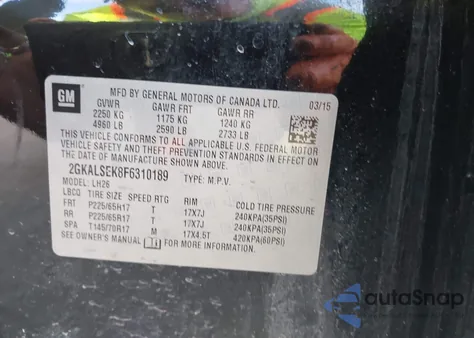 GM
MFD BY GENERAL MOTORS OF CANADA LTD. 03/15
GVWR GAWR FRT GAWR RR
2250 KG 1175 KG 1240 KG
4960 LB 2590 LB 2733 LB
THIS VEHICLE CONFORMS TO ALL APPLICABLE U.S. FEDERAL MOTOR
VEHICLE SAFETY AND THEFT PREVENTION STANDARDS IN EFFECT ON
THE DATE OF MANUFACTURE SHOWN ABOVE.
2GKALSEK8F6310189 TYPE: M.P.V.
MODEL: LH26
LBCQ TIRE SIZE SPEED RTG RIM COLD TIRE PRESSURE
FRT P225/65R17 T 17X7J 240KPA(35PSI)
RR P225/65R17 T 17X7J 240KPA(35PSI)
SPA T145/70R17 M 17X4.5T 420KPA(60PSI)
SEE OWNER'S MANUAL FOR MORE INFORMATION.
autoSnap